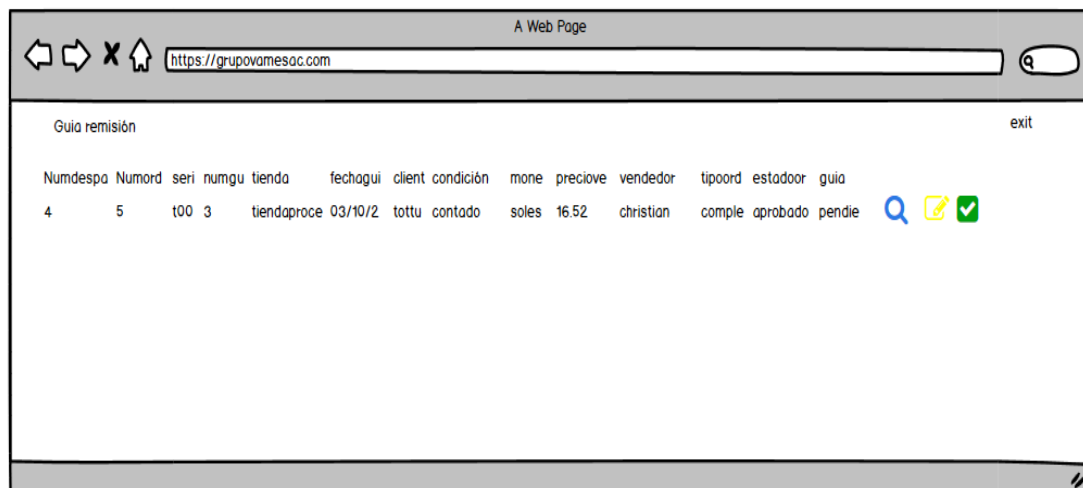 A Web Page
https://grupovamesac.com
Guia remisión exit
Numdespa Numord seri numgu tienda fechagui client condición mone preciove vendedor tipoord estadoor guia
4 5 t00 3 tiendaproce 03/10/2 tottu contado soles 16.52 christian comple aprobado pendie